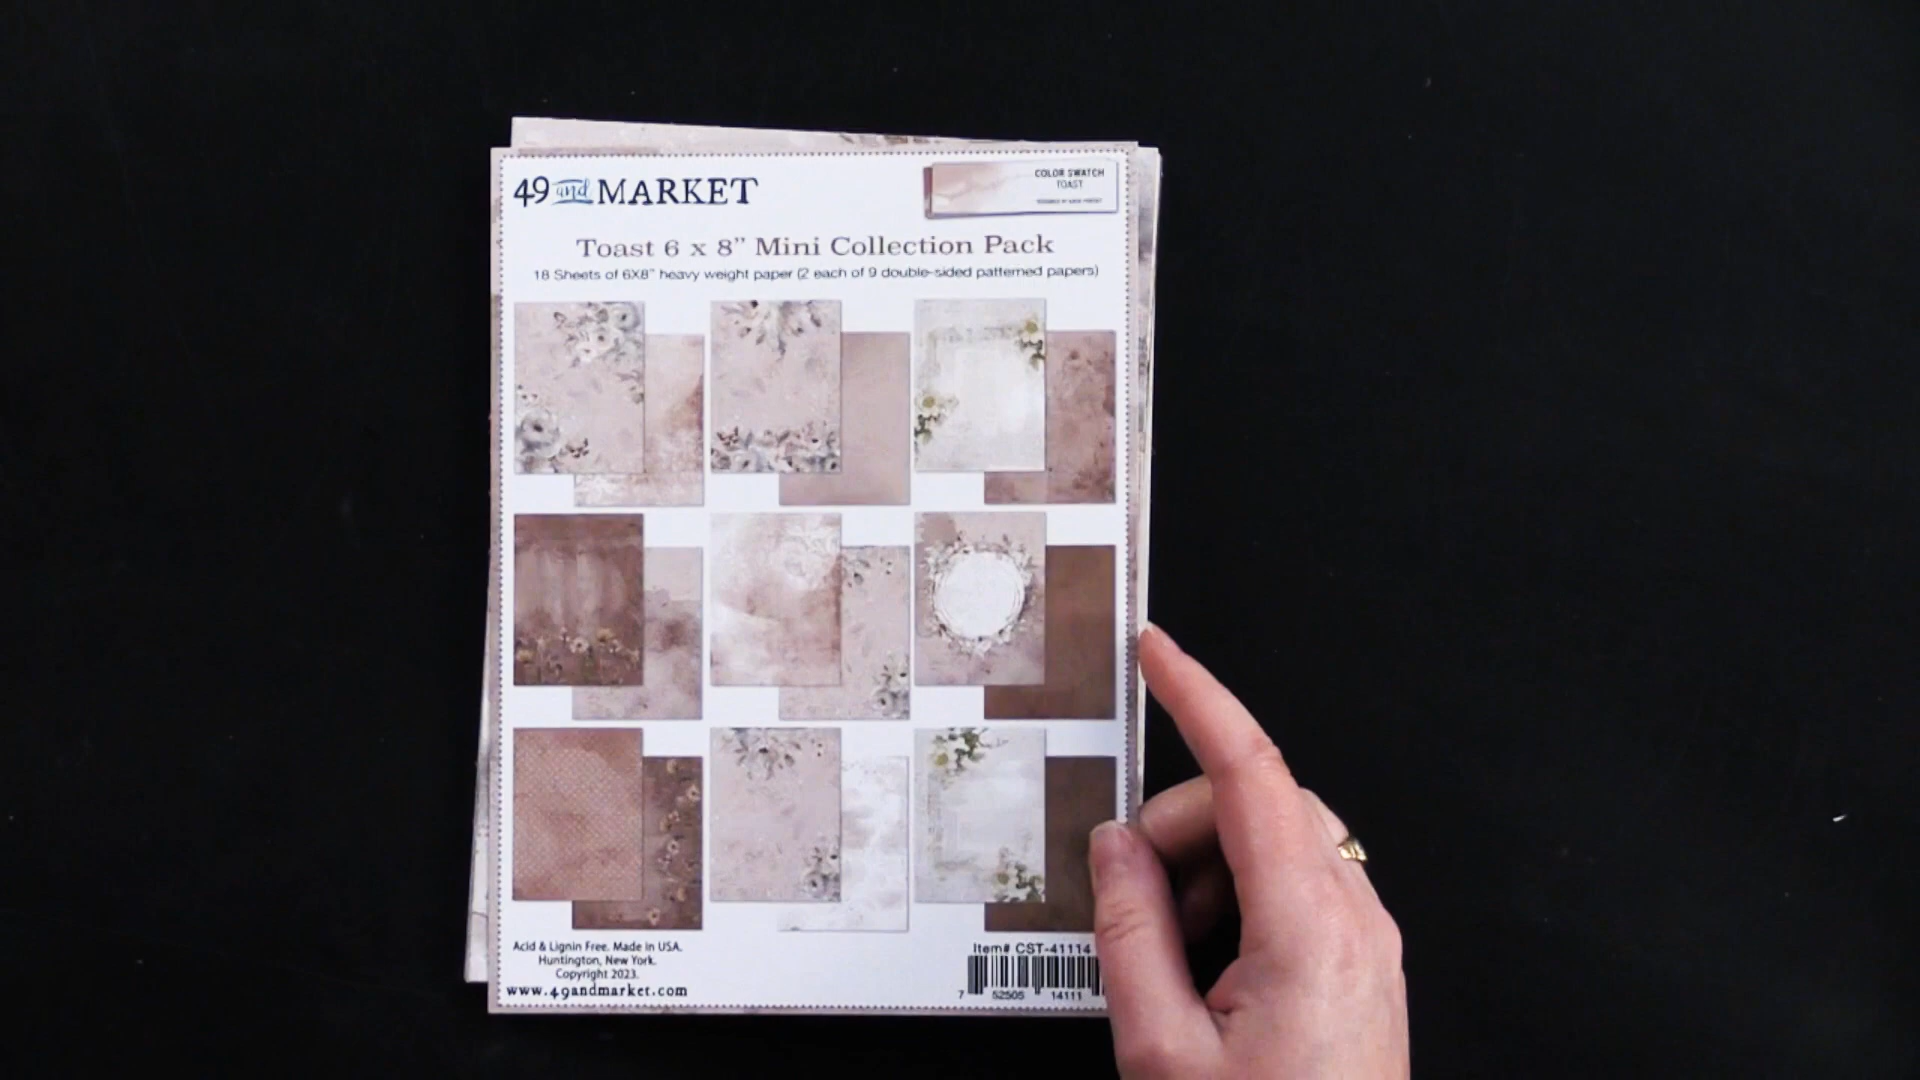 49 and MARKET
COLOR SWATCH
TOAST
Toast 6 x 8” Mini Collection Pack
18 Sheets of 6X8" heavy weight paper (2 each of 9 double-sided patterned papers)
Acid & Lignin Free. Made in USA.
Huntington, New York.
Copyright 2023.
www.49andmarket.com
Item# CST-41114
7 52505 14111